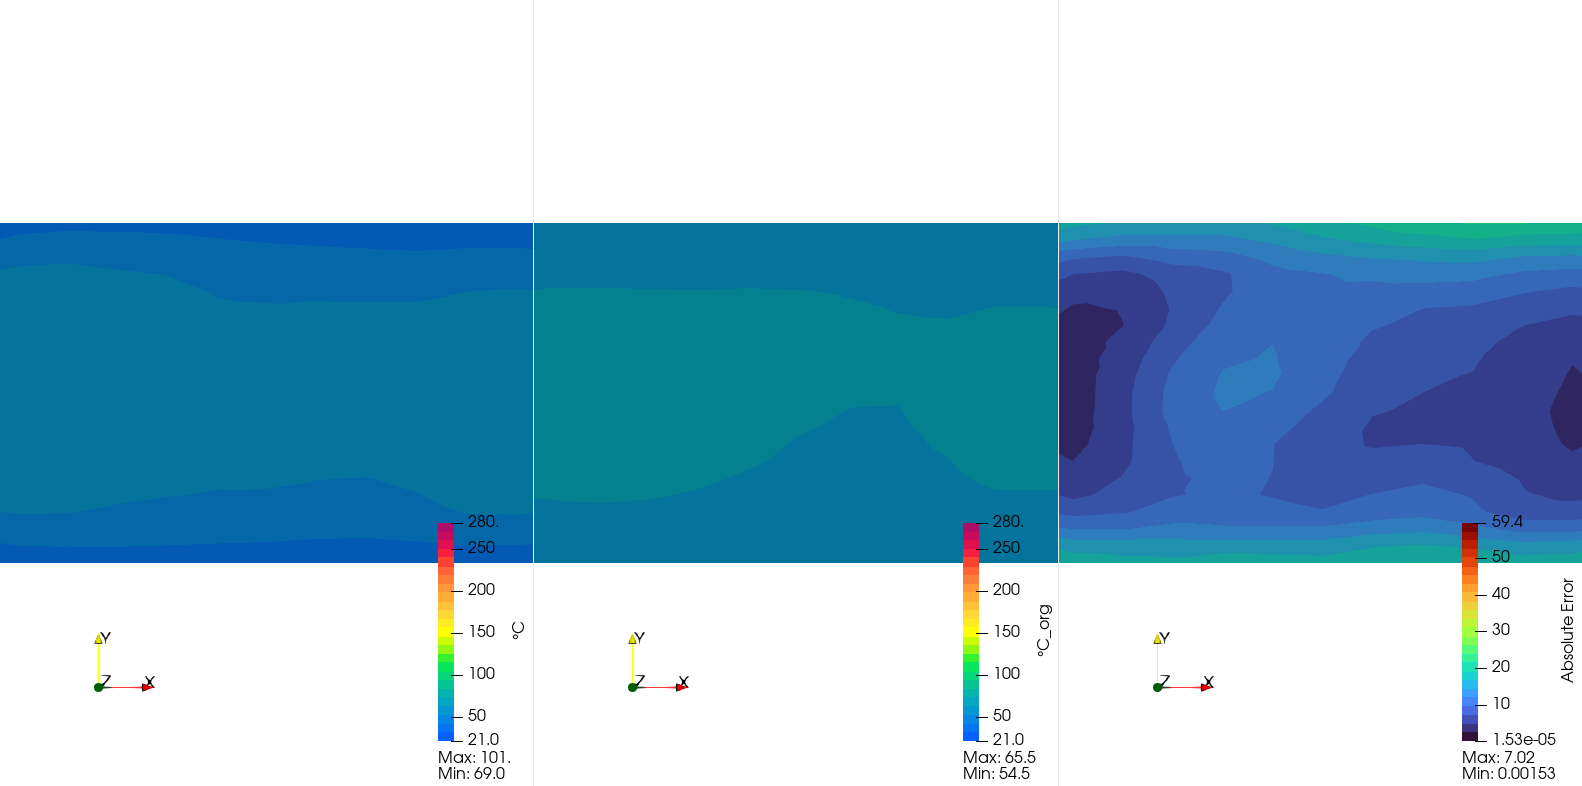 280.
250
200
150
100
50
21.0
°C
Max: 101.
Min: 69.0
Y
Z
X
280.
250
200
150
100
50
21.0
°C_org
Max: 65.5
Min: 54.5
Y
Z
X
59.4
50
40
30
20
10
1.53e-05
Absolute Error
Max: 7.02
Min: 0.00153
Y
Z
X